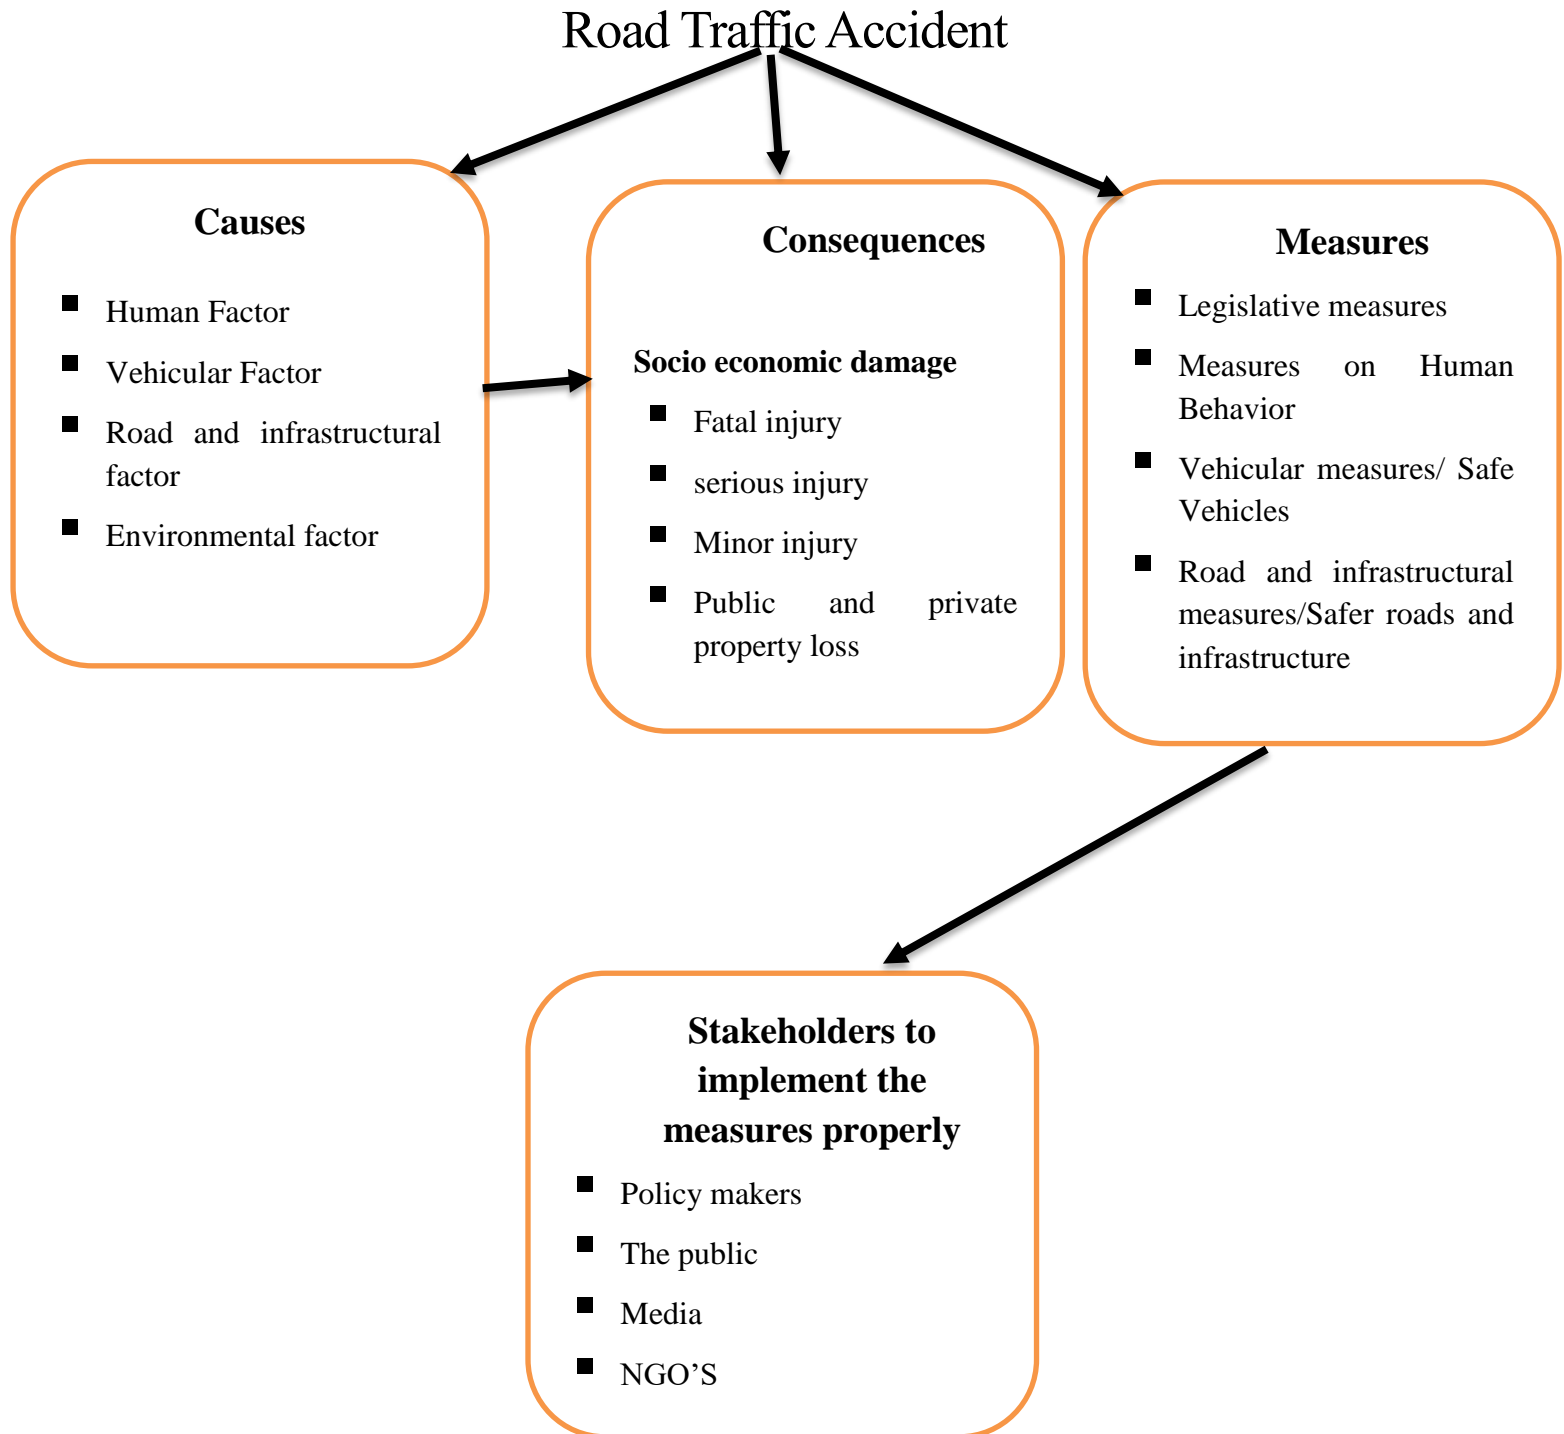 Road Traffic Accident
Causes
Human Factor
Vehicular Factor
Road and infrastructural
factor
Environmental factor
Consequences
Socio economic damage
Fatal injury
serious injury
Minor injury
Public and private
property loss
Measures
Legislative measures
Measures on Human
Behavior
Vehicular measures/ Safe
Vehicles
Road and infrastructural
measures/Safer roads and
infrastructure
Stakeholders to
implement the
measures properly
Policy makers
The public
Media
NGO’S